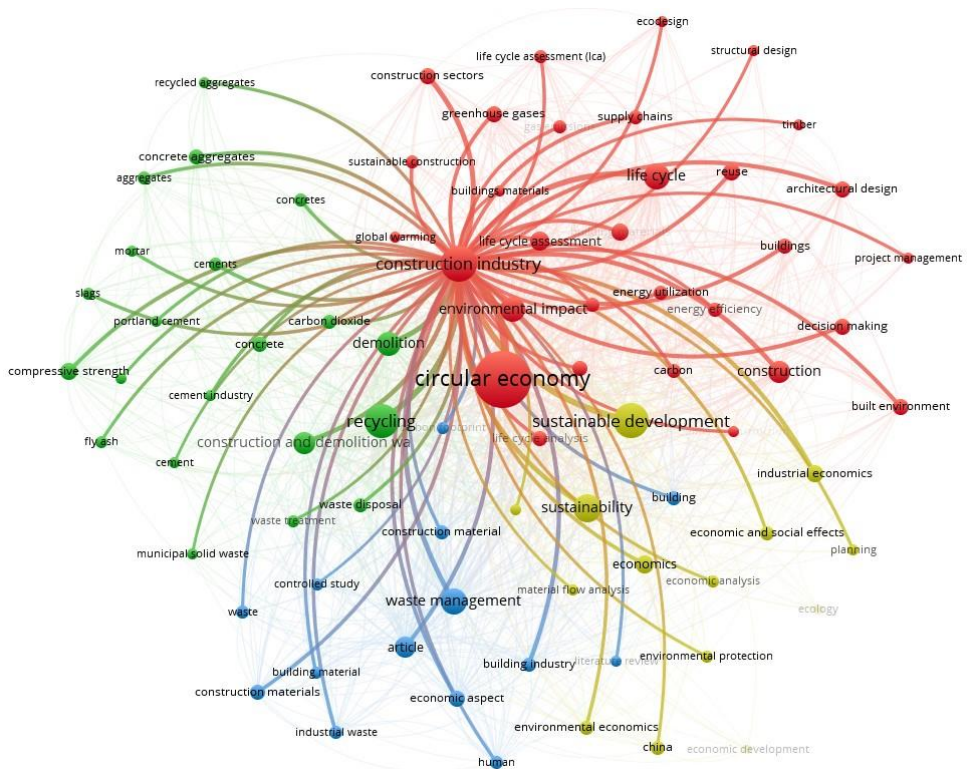 ecodesign
structural design
life cycle assessment (lca)
construction sectors
recycled aggregates
greenhouse gases
supply chains
timber
concrete aggregates
sustainable construction
life cycle
reuse
aggregates
buildings materials
architectural design
concretes
global warming
life cycle assessment
mortar
cements
construction industry
buildings
project management
slags
energy utilization
portland cement
carbon dioxide
environmental impact
energy efficiency
decision making
concrete
demolition
compressive strength
circular economy
carbon
construction
cement industry
built environment
recycling
sustainable development
fly ash
construction and demolition wa
life cycle analysis
cement
industrial economics
building
waste disposal
sustainability
waste treatment
construction material
economic and social effects
municipal solid waste
planning
economics
controlled study
material flow analysis
economic analysis
waste management
waste
ecology
article
environmental protection
building industry
literature review
building material
construction materials
economic aspect
industrial waste
environmental economics
china
economic development
human